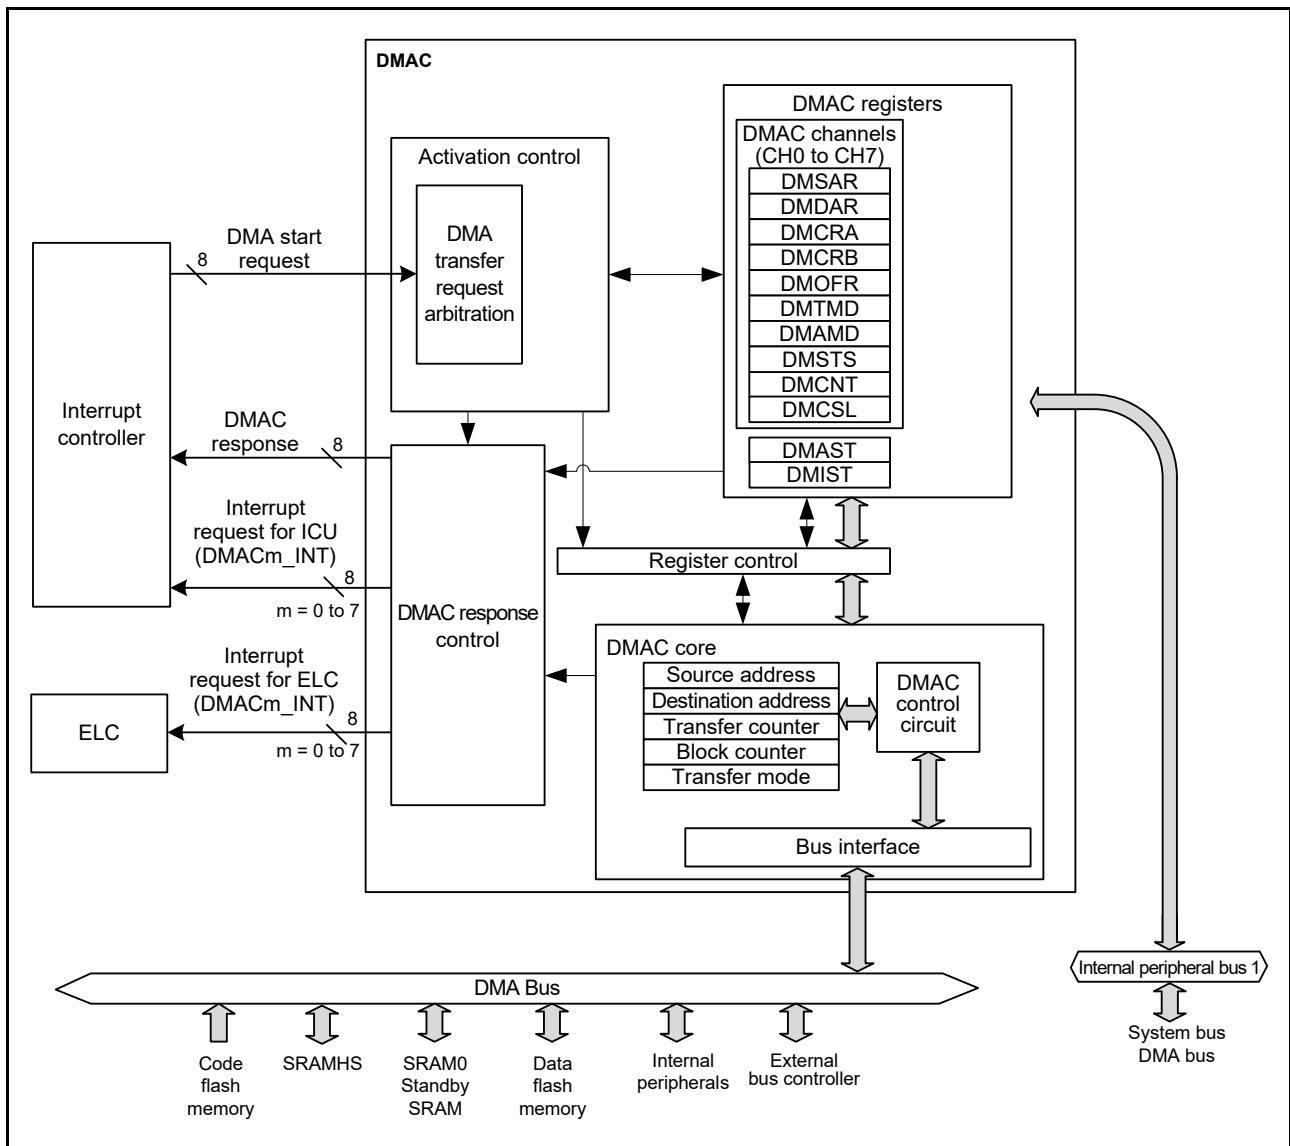 DMAC
DMAC registers
DMAC channels
(CH0 to CH7)
DMSAR
DMDAR
DMCRA
DMCRB
DMOFR
DMTMD
DMAMD
DMSTS
DMCNT
DMCSL
DMAST
DMIST
Activation control
DMA
transfer
request
arbitration
DMA start
request
8
Interrupt
controller
DMAC
response
8
Interrupt
request for ICU
(DMACm_INT)
8
m = 0 to 7
DMAC response
control
Register control
Interrupt
request for ELC
(DMACm_INT)
8
m = 0 to 7
ELC
DMAC core
Source address
Destination address
Transfer counter
Block counter
Transfer mode
DMAC
control
circuit
Bus interface
Internal peripheral bus 1
System bus
DMA bus
DMA Bus
Code
flash
memory
SRAMHS
SRAM0
Standby
SRAM
Data
flash
memory
Internal
peripherals
External
bus controller